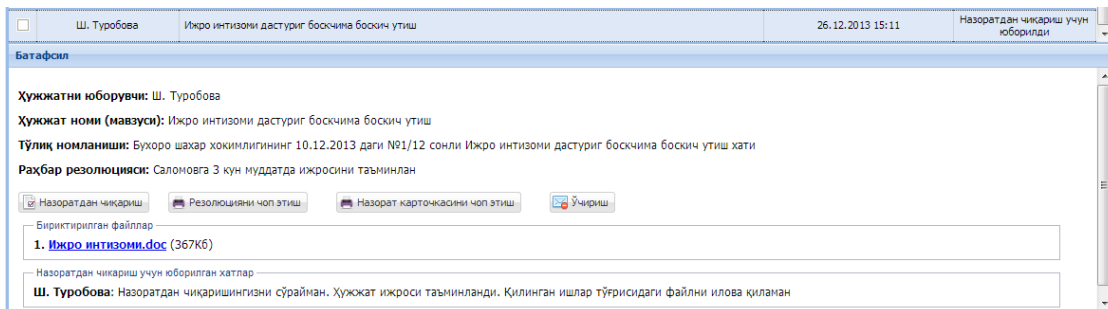 Ш. Туробова Ижро интизоми дастуриг боскчима боскич утиш 26.12.2013 15:11 Назоратдан чиқариш учун юборилди
Батафсил
Ҳужжатни юборувчи: Ш. Туробова
Ҳужжат номи (мавзуси): Ижро интизоми дастуриг боскчима боскич утиш
Тўлиқ номланиши: Бухоро шахар хокимлигининг 10.12.2013 даги №1/12 сонли Ижро интизоми дастуриг боскчима боскич утиш хати
Раҳбар резолюцияси: Саломовга 3 кун муддатда ижросини таъминлан
Назоратдан чиқариш Резолюцияни чоп этиш Назорат карточкасини чоп этиш Ўчириш
Бириктирилган файллар
1. Ижро интизоми.doc (367Кб)
Назоратдан чикариш учун юборилган хатлар
Ш. Туробова: Назоратдан чиқаришингизни сўрайман. Ҳужжат ижроси таъминланди. Қилинган ишлар тўғрисидаги файлни илова қиламан